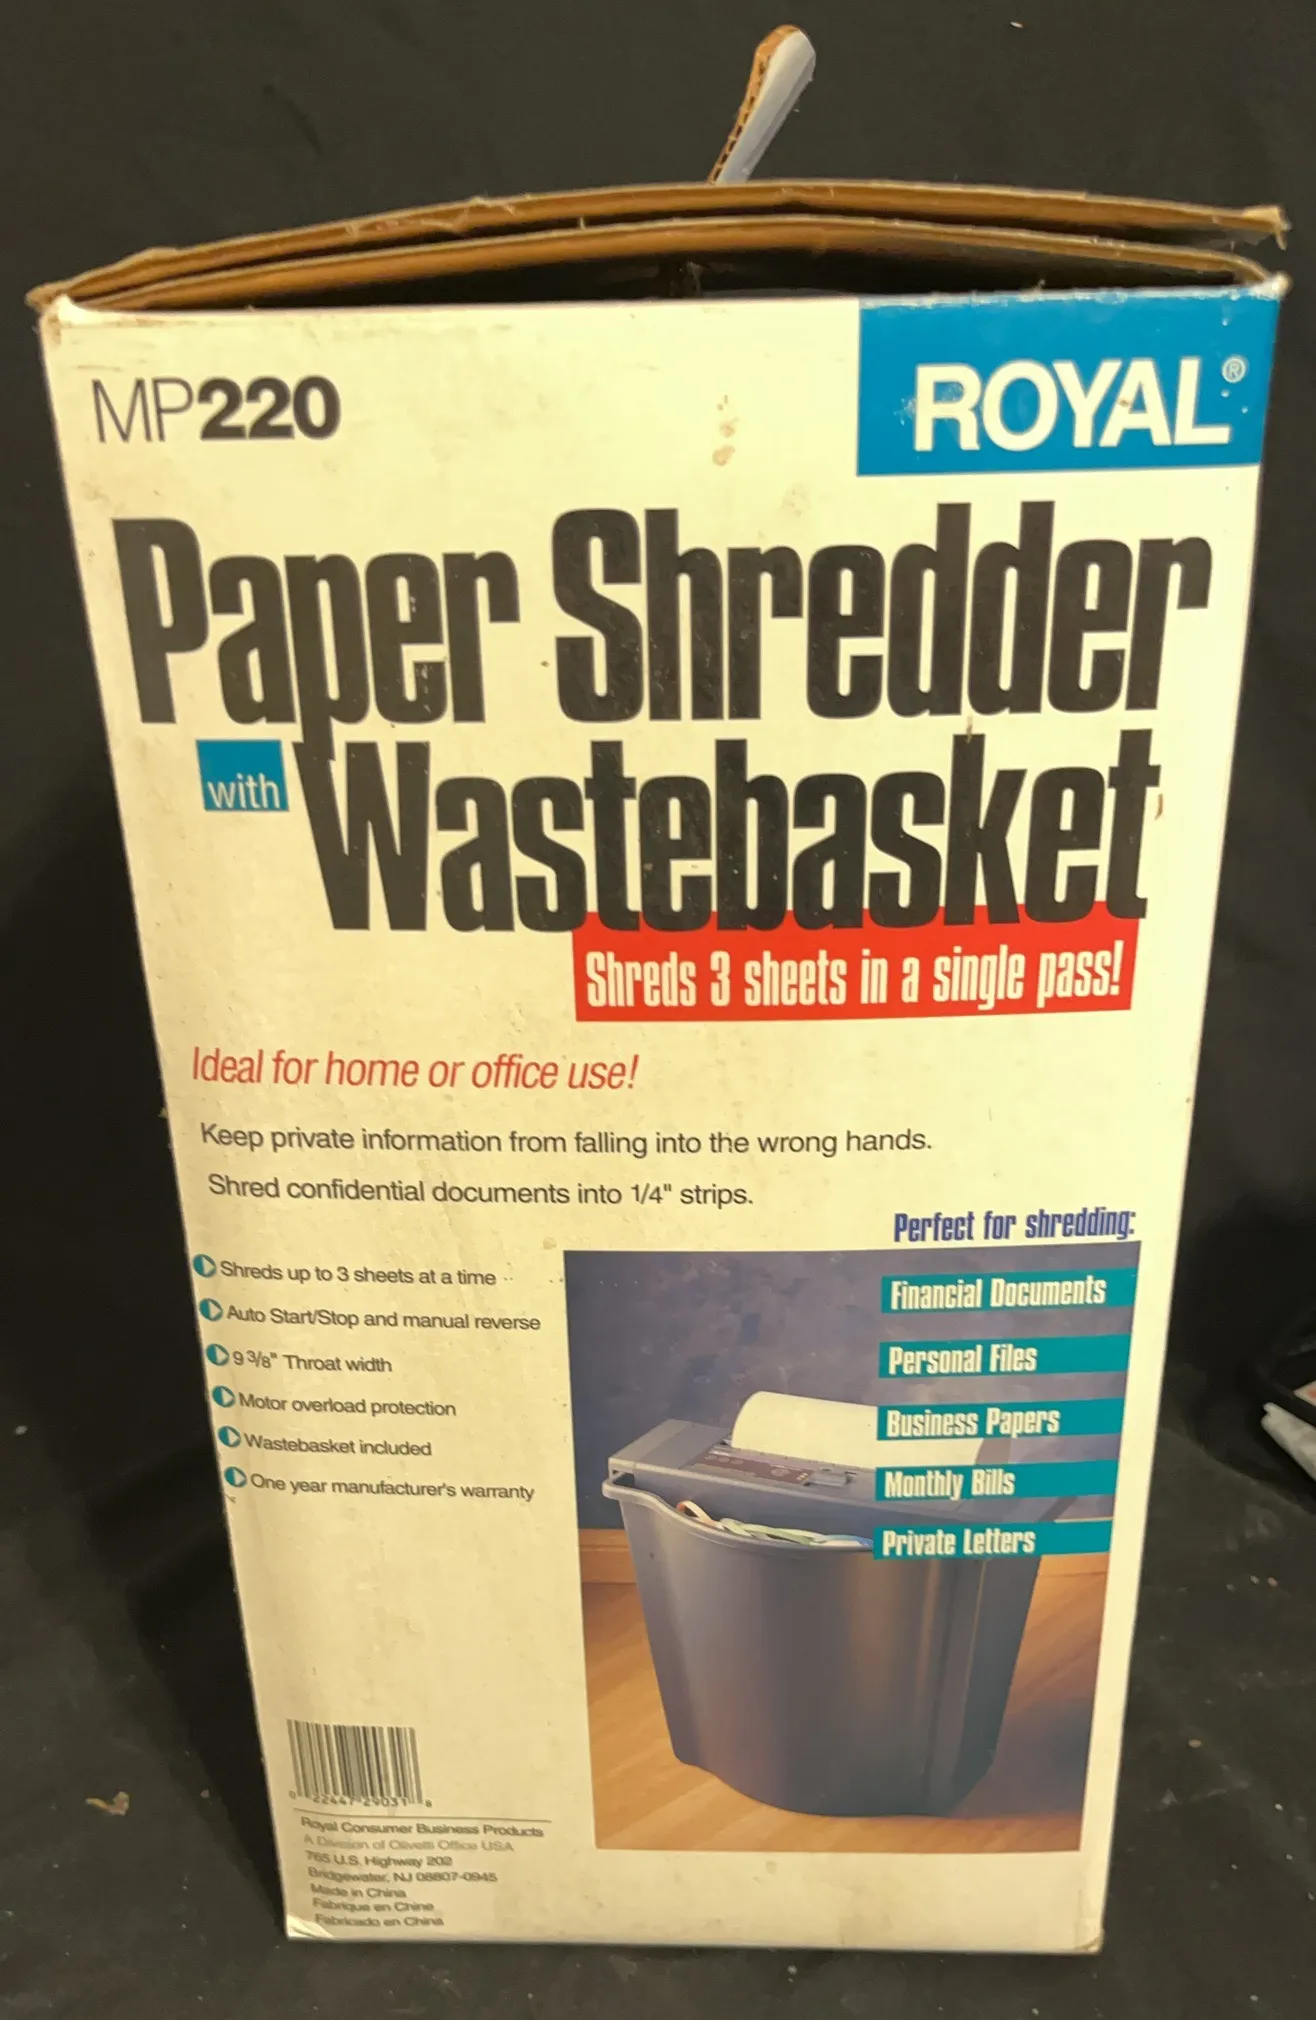 MP220
ROYAL®
Paper Shredder
with Wastebasket
Shreds 3 sheets in a single pass!
Ideal for home or office use!
Keep private information from falling into the wrong hands.
Shred confidential documents into 1/4" strips.
Perfect for shredding:
Shreds up to 3 sheets at a time
Auto Start/Stop and manual reverse
9 3/8" Throat width
Motor overload protection
Wastebasket included
One year manufacturer's warranty
Financial Documents
Personal Files
Business Papers
Monthly Bills
Private Letters
0 22447 29031 8
Royal Consumer Business Products
A Division of Olivetti Office USA
765 U.S. Highway 202
Bridgewater, NJ 08807-0945
Made in China
Fabrique en Chine
Fabricado en China